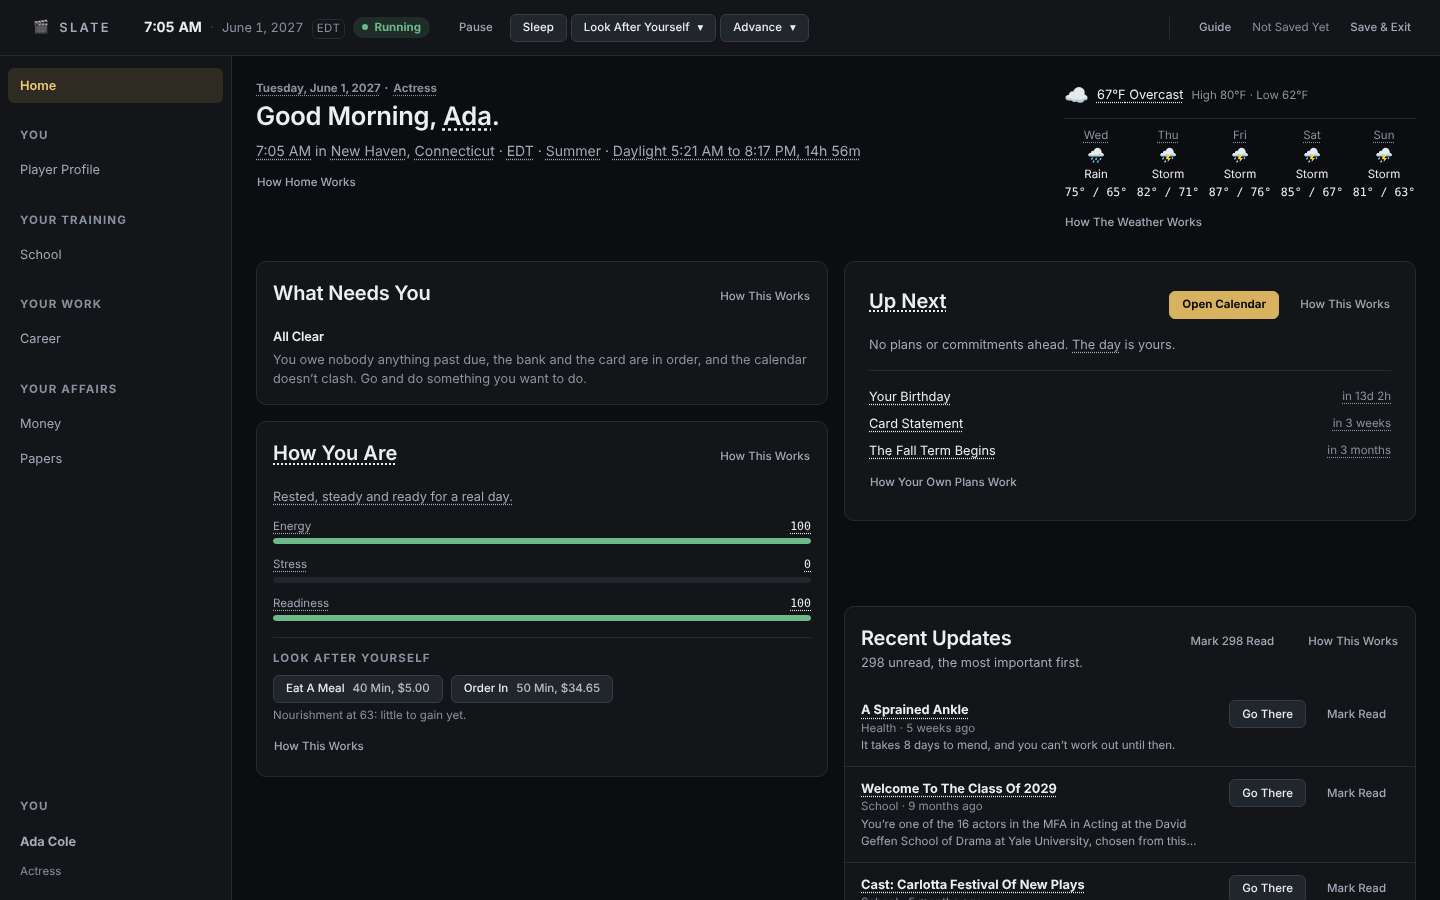 SLATE
7:05 AM · June 1, 2027 EDT Running Pause Sleep Look After Yourself ▾ Advance ▾ Guide Not Saved Yet Save & Exit
Home
YOU
Player Profile
YOUR TRAINING
School
YOUR WORK
Career
YOUR AFFAIRS
Money
Papers
YOU
Ada Cole
Actress
Tuesday, June 1, 2027 · Actress
Good Morning, Ada.
7:05 AM in New Haven, Connecticut · EDT · Summer · Daylight 5:21 AM to 8:17 PM, 14h 56m
How Home Works
67°F Overcast High 80°F · Low 62°F
Wed Thu Fri Sat Sun
Rain Storm Storm Storm Storm
75° / 65° 82° / 71° 87° / 76° 85° / 67° 81° / 63°
How The Weather Works
What Needs You How This Works
All Clear
You owe nobody anything past due, the bank and the card are in order, and the calendar
doesn't clash. Go and do something you want to do.
How You Are How This Works
Rested, steady and ready for a real day.
Energy 100
Stress 0
Readiness 100
LOOK AFTER YOURSELF
Eat A Meal 40 Min, $5.00 Order In 50 Min, $34.65
Nourishment at 63: little to gain yet.
How This Works
Up Next Open Calendar How This Works
No plans or commitments ahead. The day is yours.
Your Birthday in 13d 2h
Card Statement in 3 weeks
The Fall Term Begins in 3 months
How Your Own Plans Work
Recent Updates Mark 298 Read How This Works
298 unread, the most important first.
A Sprained Ankle Go There Mark Read
Health · 5 weeks ago
It takes 8 days to mend, and you can't work out until then.
Welcome To The Class Of 2029 Go There Mark Read
School · 9 months ago
You're one of the 16 actors in the MFA in Acting at the David
Geffen School of Drama at Yale University, chosen from this...
Cast: Carlotta Festival Of New Plays Go There Mark Read